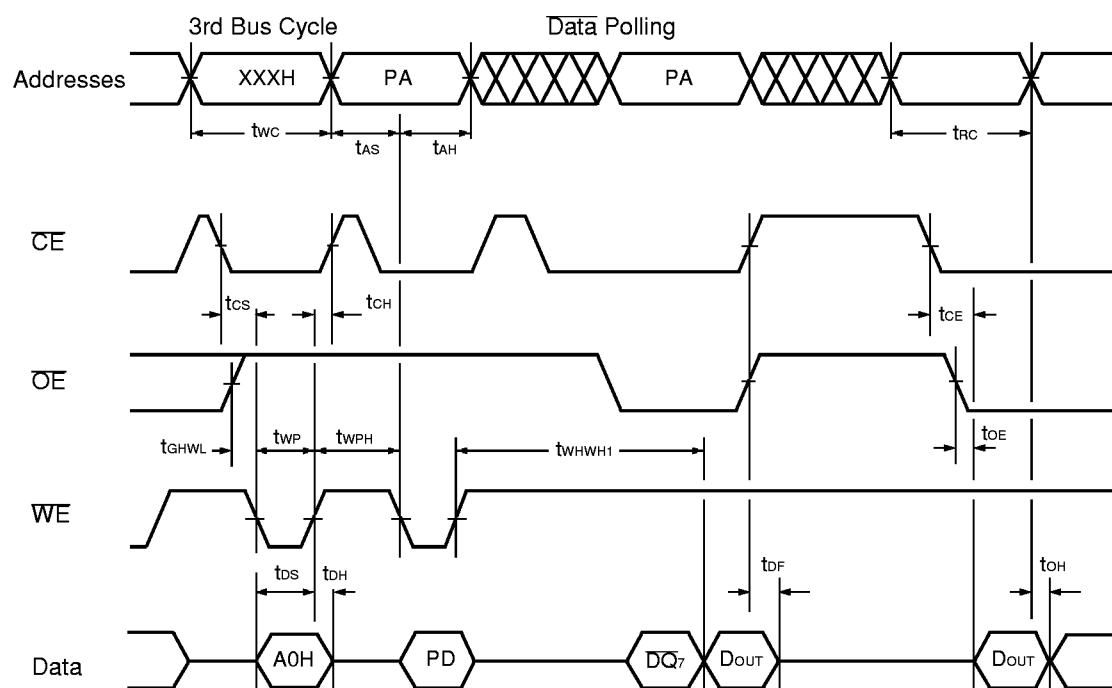 3rd Bus Cycle Data Polling
Addresses XXXH PA PA
tWC tAS tAH tRC
CE
tCS tCH tCE
OE
tGHWL tWP tWPH tWHWH1 tOE
WE
tDS tDH tDF tOH
Data A0H PD DQ7 DOUT DOUT